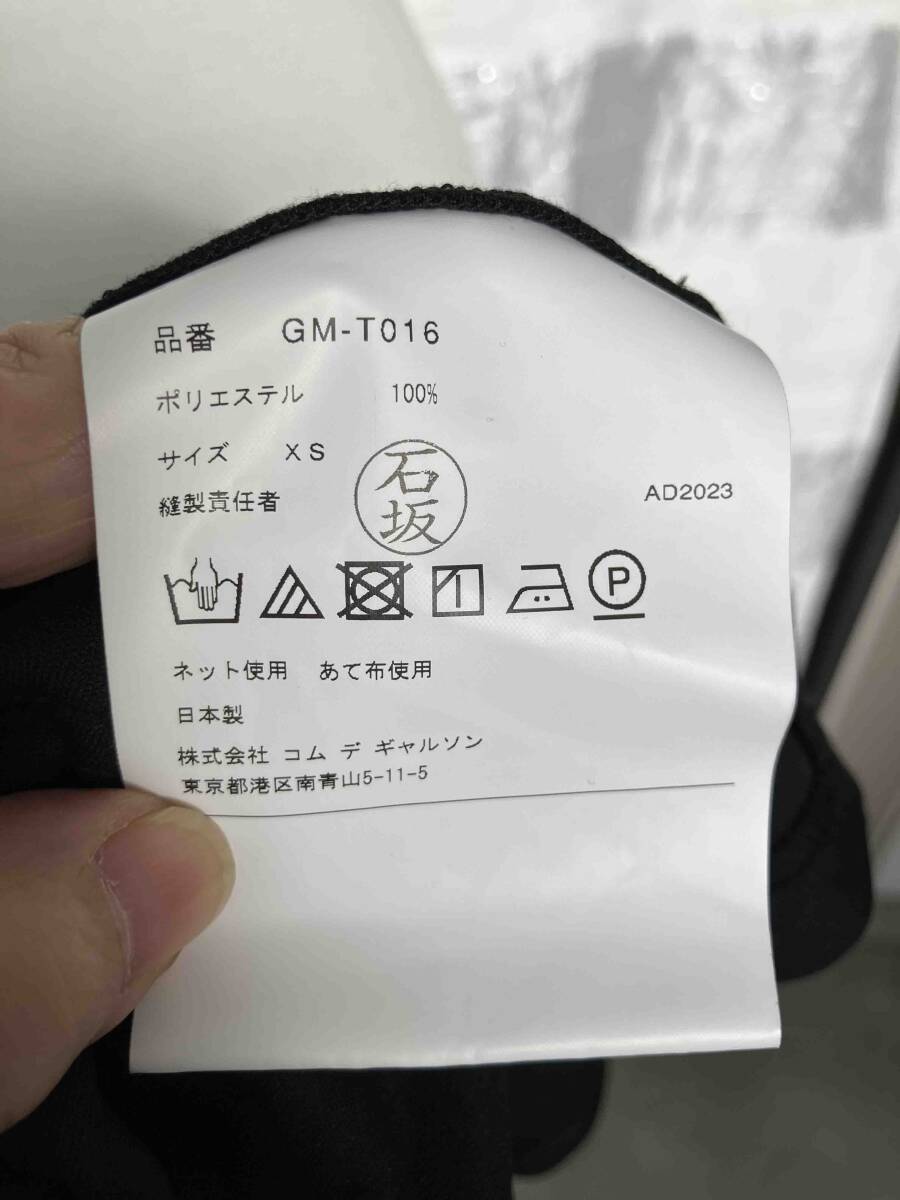 品番 GM-T016
ポリエステル 100%
サイズ XS
縫製責任者 石坂 AD2023
P
ネット使用 あて布使用
日本製
株式会社 コム デ ギャルソン
東京都港区南青山5-11-5